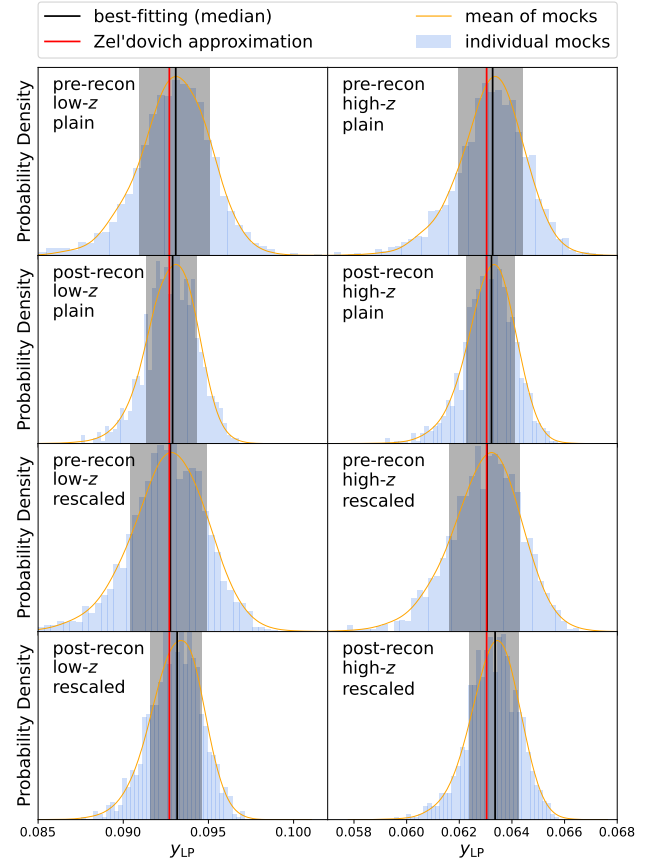 best-fitting (median)
Zel'dovich approximation
mean of mocks
individual mocks
Probability Density
pre-recon
low-z
plain
pre-recon
high-z
plain
Probability Density
post-recon
low-z
plain
post-recon
high-z
plain
Probability Density
pre-recon
low-z
rescaled
pre-recon
high-z
rescaled
Probability Density
post-recon
low-z
rescaled
post-recon
high-z
rescaled
0.085 0.090 0.095 0.100
0.058 0.060 0.062 0.064 0.066 0.068
yLP
yLP